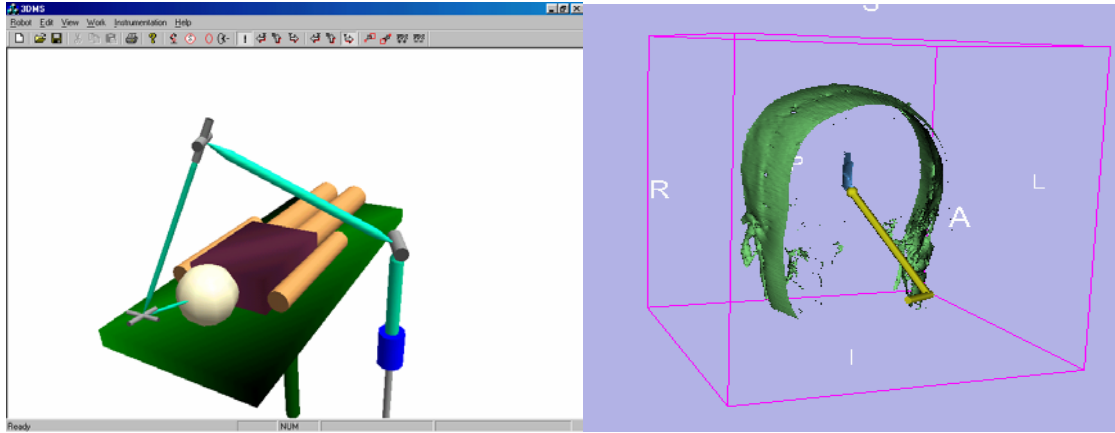 3DMS
Robot Edit View Work Instrumentation Help
Ready NUM
S
P
R
L
A
I